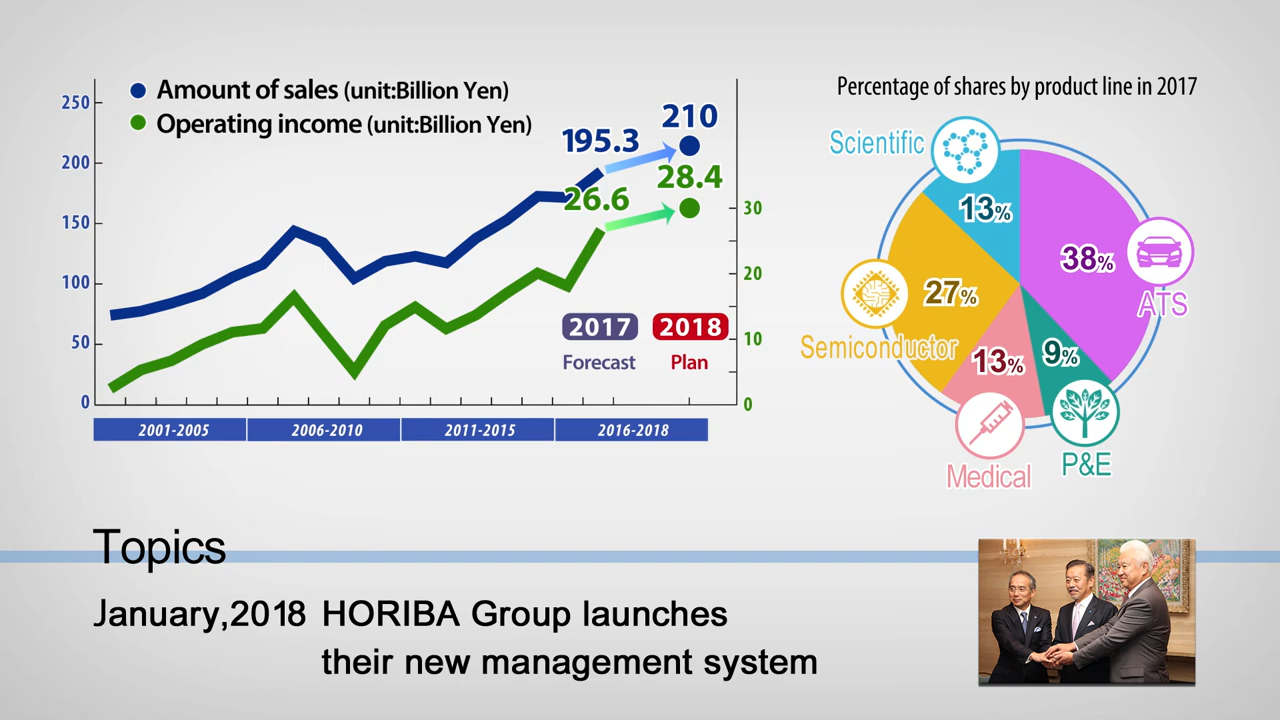 Amount of sales (unit:Billion Yen)
Operating income (unit:Billion Yen)
250
200
150
100
50
0
195.3
210
26.6
28.4
30
20
10
0
2017
Forecast
2018
Plan
2001-2005
2006-2010
2011-2015
2016-2018
Percentage of shares by product line in 2017
Scientific
13%
38%
ATS
27%
Semiconductor
13%
Medical
9%
P&E
Topics
January,2018 HORIBA Group launches
their new management system